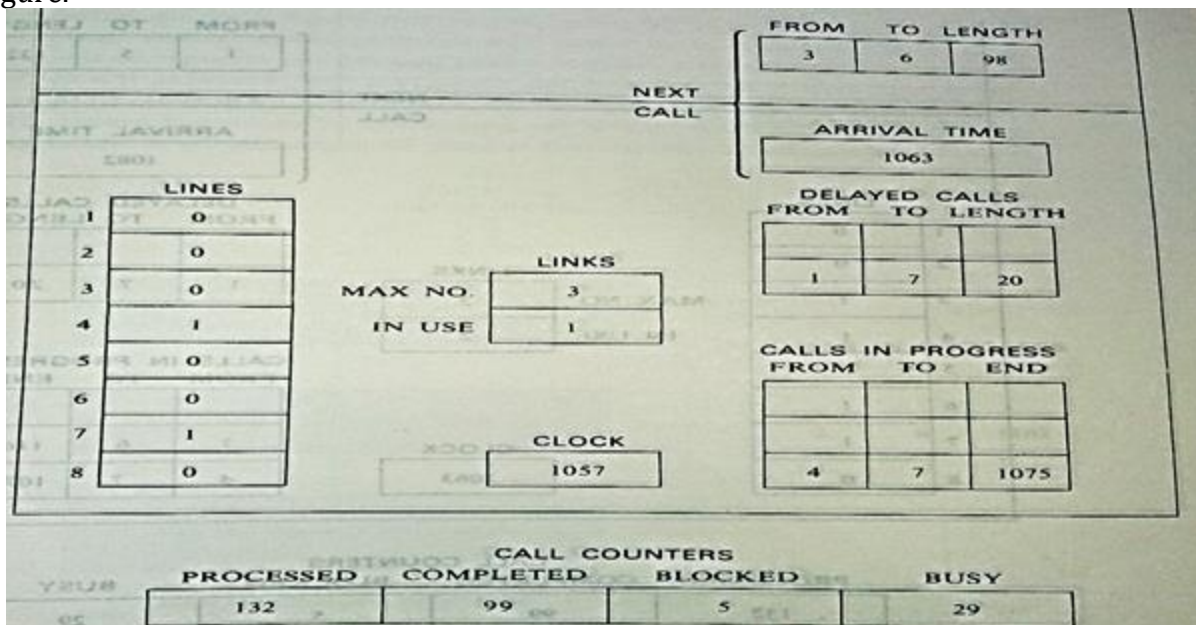 gure.
FROM TO LENGTH
3 6 98
NEXT
CALL
ARRIVAL TIME
1063
LINES
1 0
2 0
3 0
4 1
5 0
6 0
7 1
8 0
LINKS
MAX NO. 3
IN USE 1
CLOCK
1057
DELAYED CALLS
FROM TO LENGTH
1 7 20
CALLS IN PROGRESS
FROM TO END
4 7 1075
CALL COUNTERS
PROCESSED COMPLETED BLOCKED BUSY
132 99 5 29